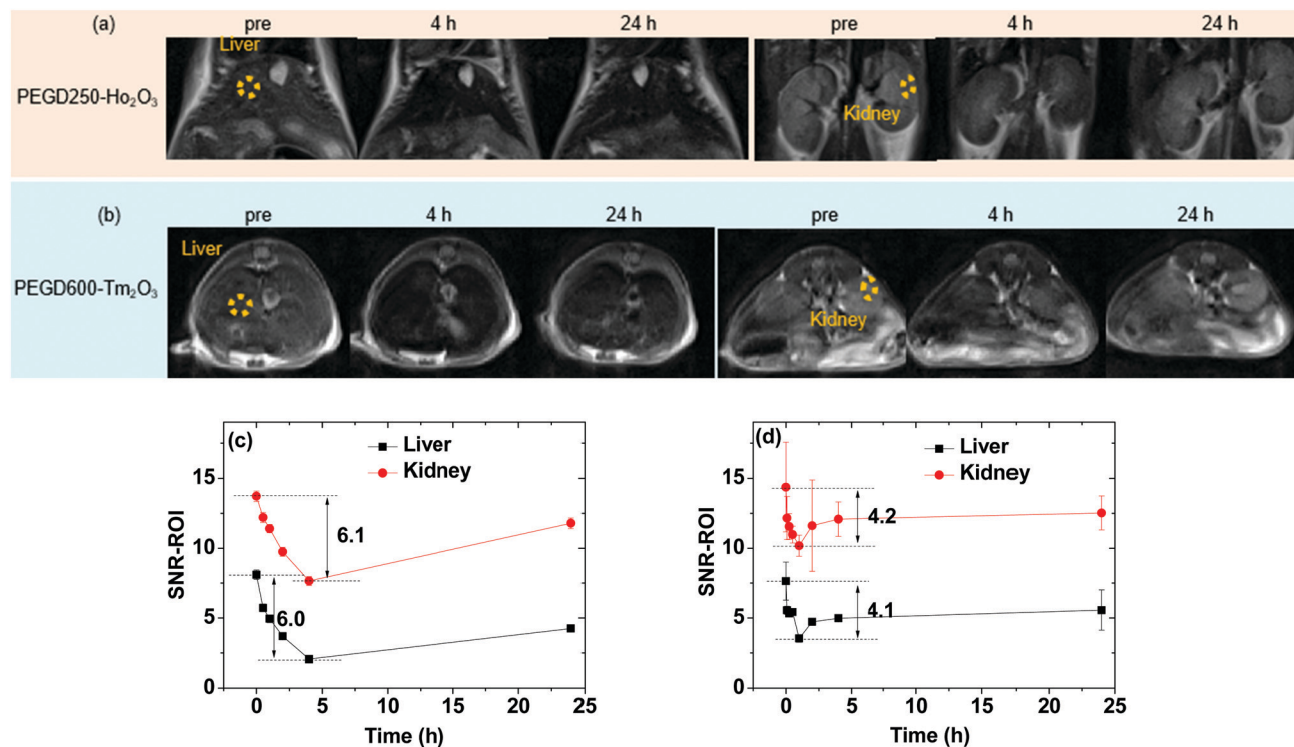 (a)
pre 4 h 24 h pre 4 h 24 h
Liver
PEGD250-Ho₂O₃
Kidney
(b)
pre 4 h 24 h pre 4 h 24 h
Liver
PEGD600-Tm₂O₃
Kidney
(c)
Liver
Kidney
15
10
5
0
SNR-ROI
6.1
6.0
0 5 10 15 20 25
Time (h)
(d)
Liver
Kidney
15
10
5
0
SNR-ROI
4.2
4.1
0 5 10 15 20 25
Time (h)